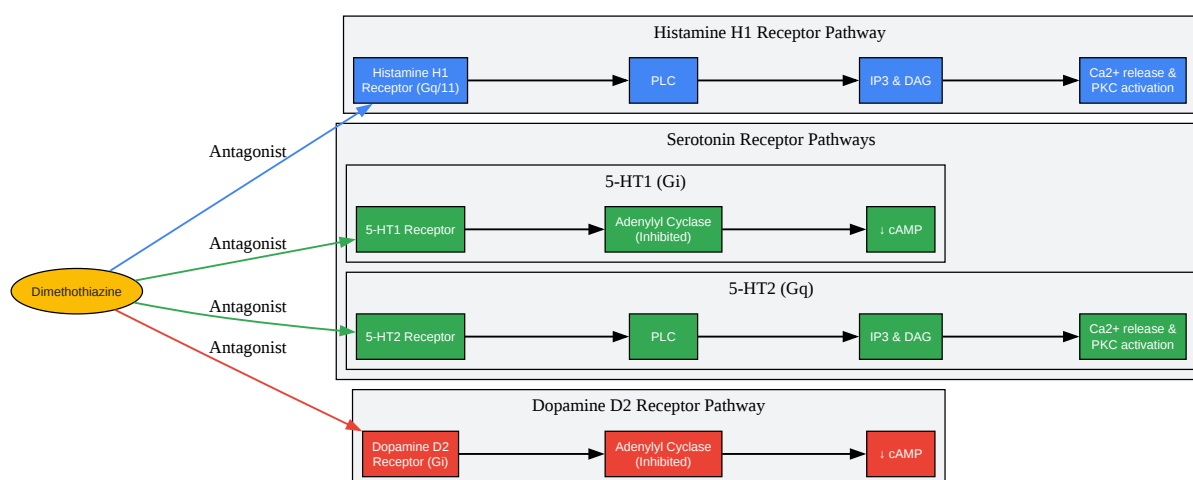 Histamine H1 Receptor Pathway
Histamine H1
Receptor (Gq/11)
PLC
IP3 & DAG
Ca2+ release &
PKC activation
Antagonist
Serotonin Receptor Pathways
5-HT1 (Gi)
5-HT1 Receptor
Adenylyl Cyclase
(Inhibited)
↓ cAMP
Antagonist
Dimethothiazine
5-HT2 (Gq)
Antagonist
5-HT2 Receptor
PLC
IP3 & DAG
Ca2+ release &
PKC activation
Antagonist
Dopamine D2 Receptor Pathway
Dopamine D2
Receptor (Gi)
Adenylyl Cyclase
(Inhibited)
↓ cAMP